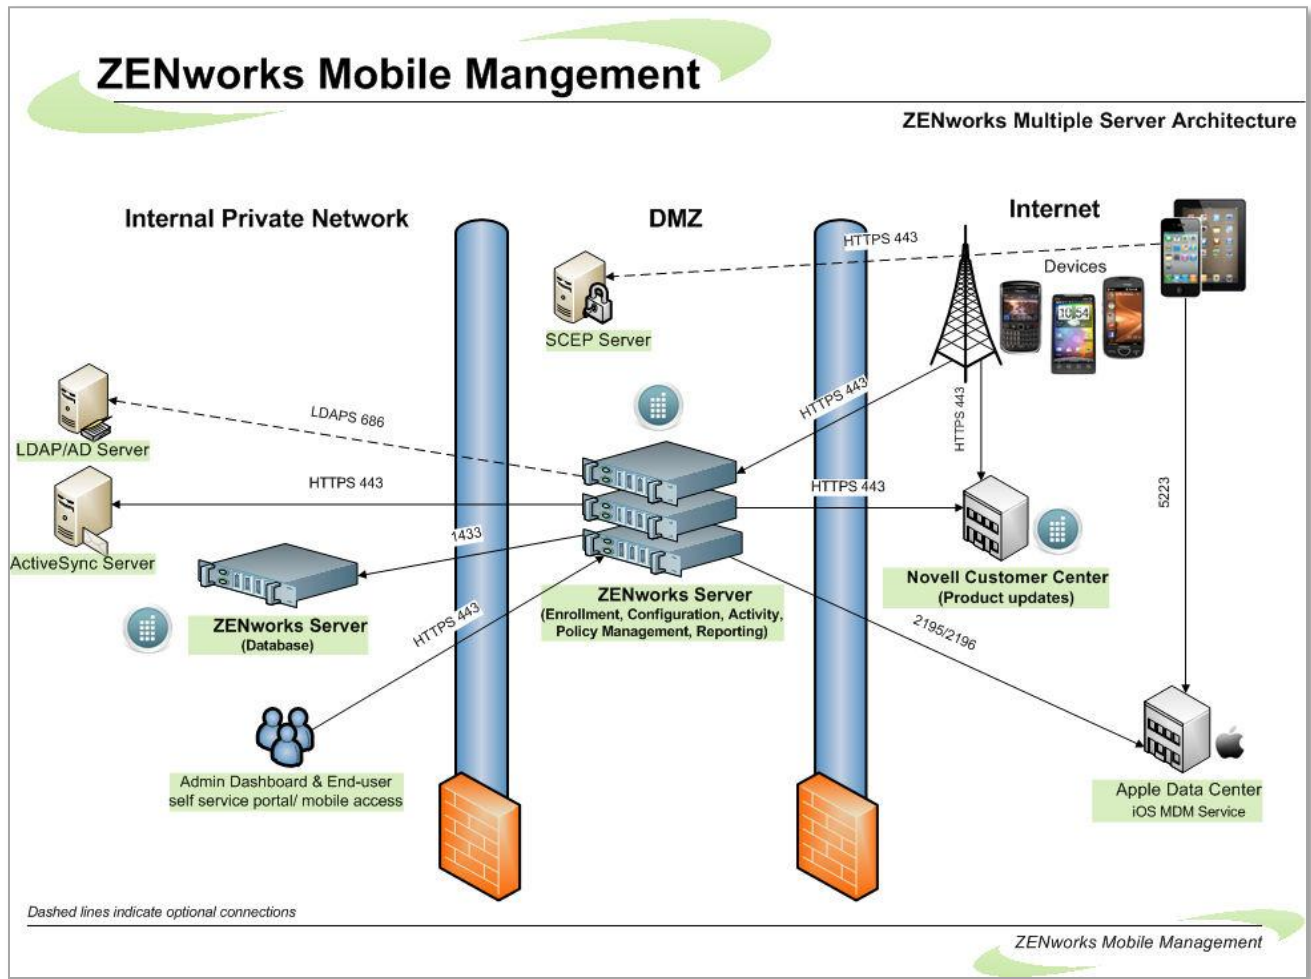 ZENworks Mobile Mangement
ZENworks Multiple Server Architecture
Internal Private Network
DMZ
Internet
HTTPS 443
Devices
10:54
SCEP Server
LDAPS 686
HTTPS 443
HTTPS 443
LDAP/AD Server
HTTPS 443
HTTPS 443
5223
1433
ActiveSync Server
ZENworks Server
(Database)
HTTPS 443
ZENworks Server
(Enrollment, Configuration, Activity,
Policy Management, Reporting)
Novell Customer Center
(Product updates)
2195/2196
Admin Dashboard & End-user
self service portal/ mobile access
Apple Data Center
iOS MDM Service
Dashed lines indicate optional connections
ZENworks Mobile Management